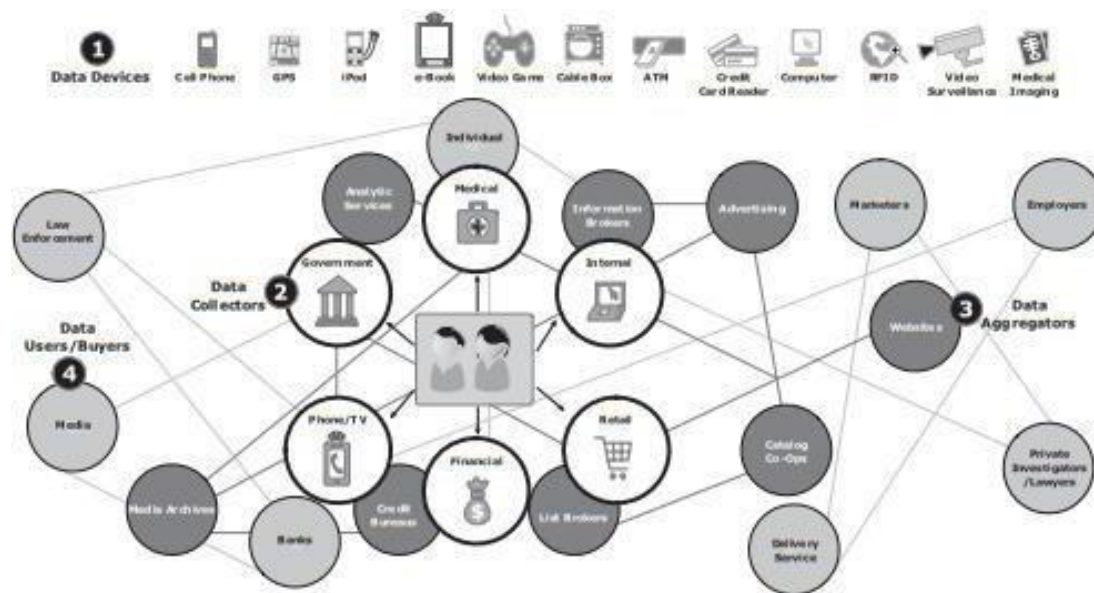 1
Data Devices
Cell Phone
GPS
iPod
e-Book
Video Game
Cable Box
ATM
Credit
Card Reader
Computer
RFID
Video
Surveillance
Medical
Imaging
Individual
Analytic
Services
Medical
Information
Brokers
Advertising
Marketers
Employers
Law
Enforcement
Government
Internal
Data
Collectors
2
3
Data
Aggregators
Websites
Data
Users/Buyers
4
Media
Phone/TV
Financial
Retail
Catalog
Co-Ops
Private
Investigators
/Lawyers
Media Archives
Banks
Credit
Bureaus
$
List Brokers
Delivery
Service